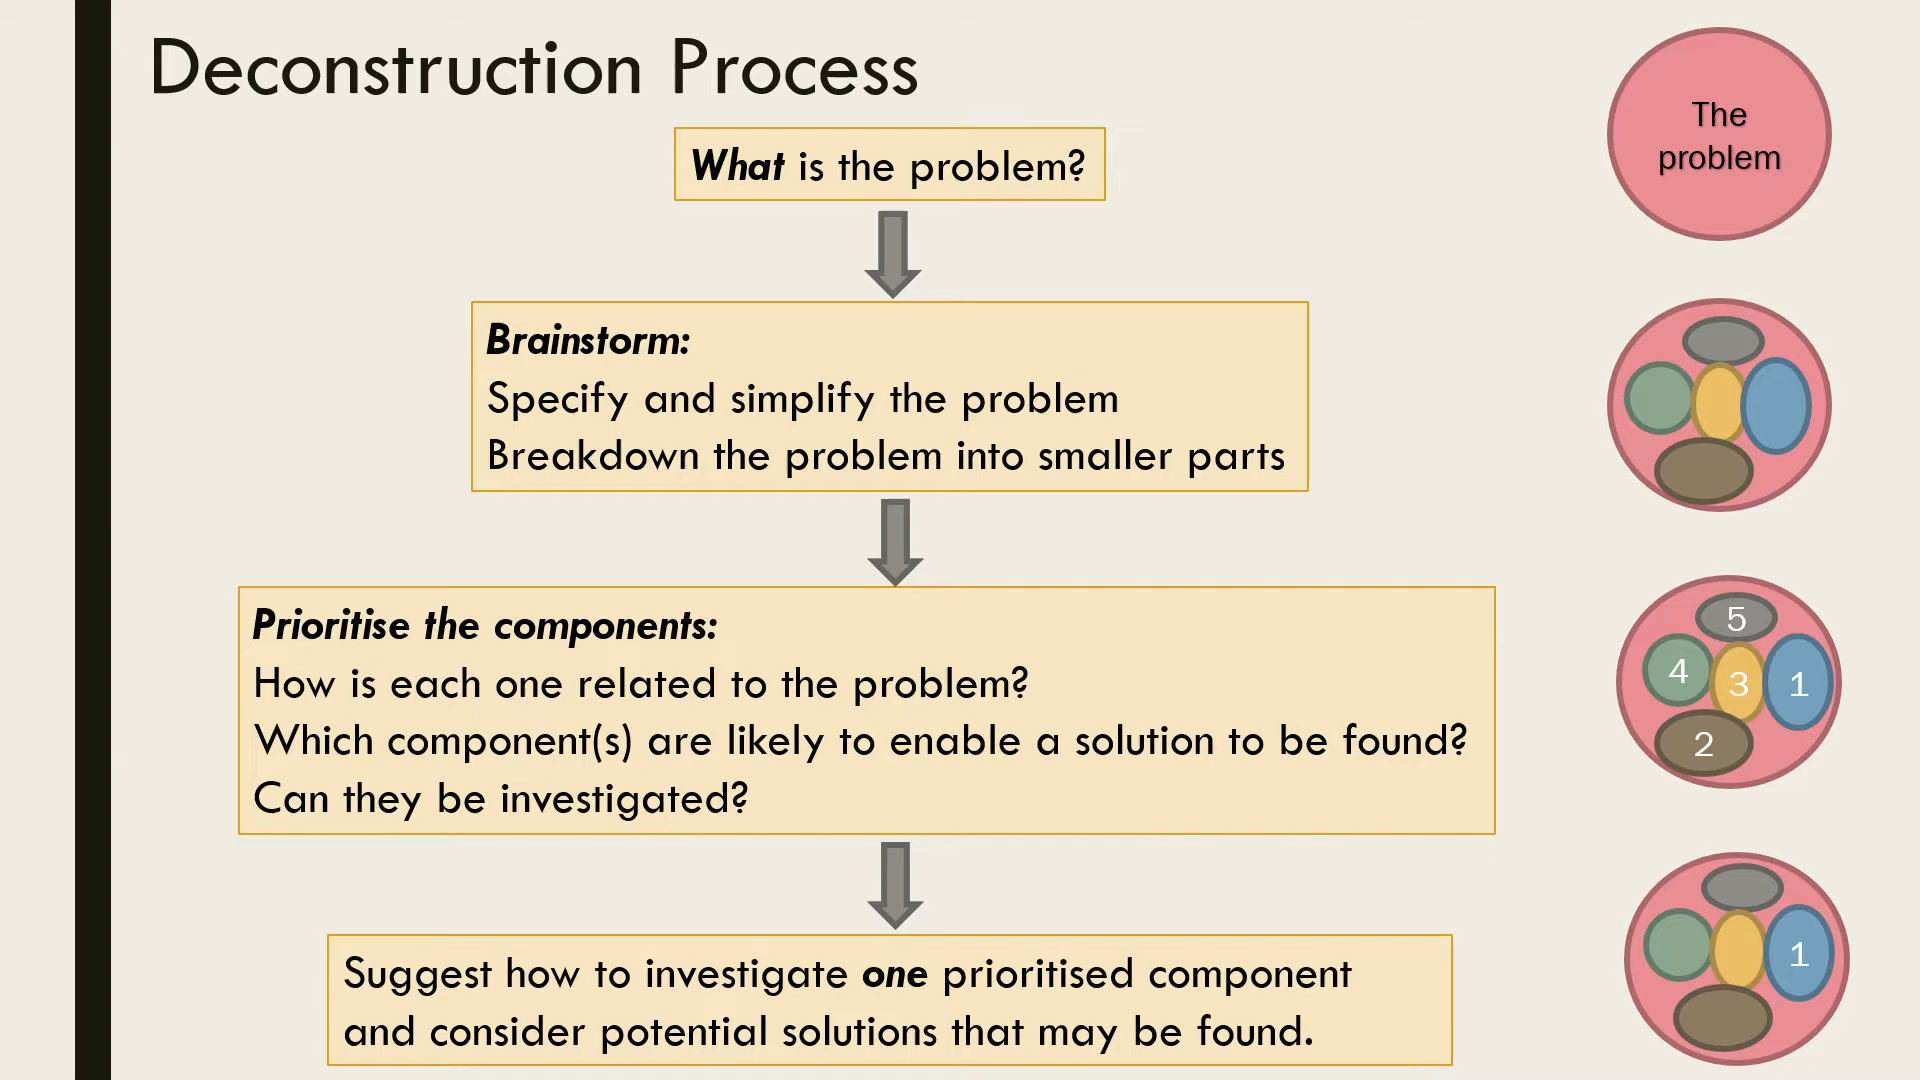 Deconstruction Process
The
problem
What is the problem?
Brainstorm:
Specify and simplify the problem
Breakdown the problem into smaller parts
Prioritise the components:
How is each one related to the problem?
Which component(s) are likely to enable a solution to be found?
Can they be investigated?
5
4
3
1
2
Suggest how to investigate one prioritised component
and consider potential solutions that may be found.
1